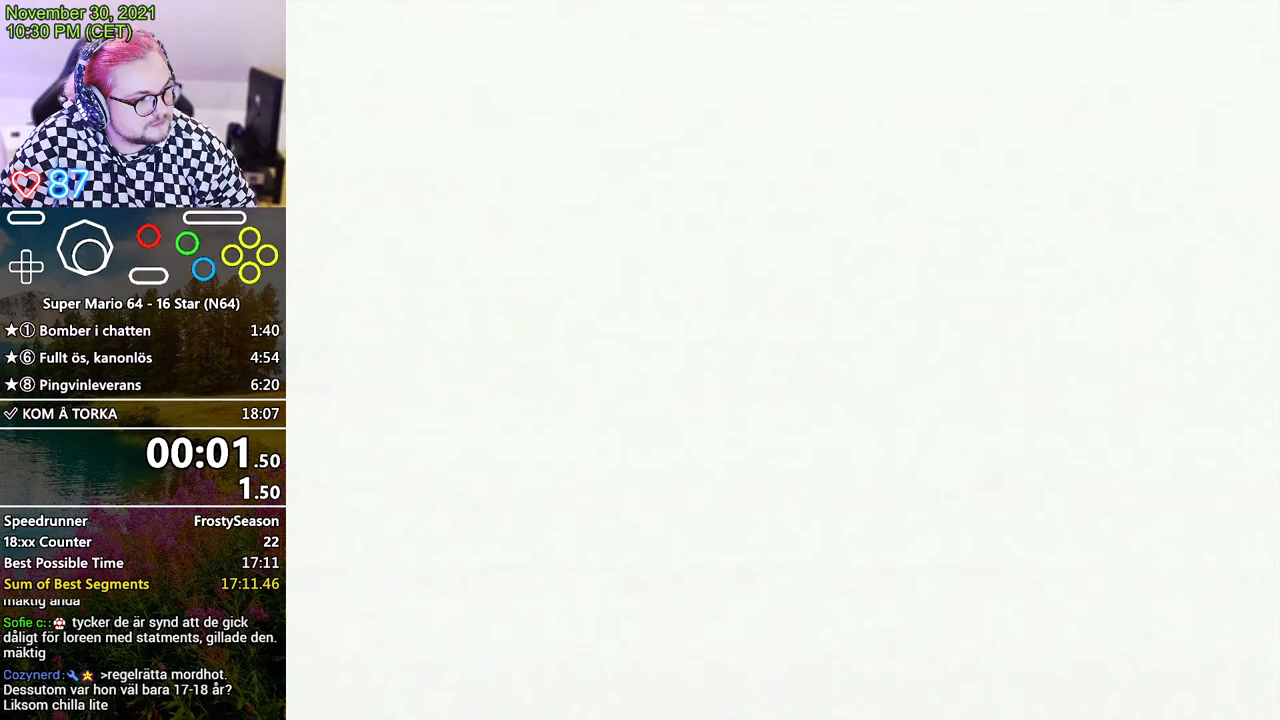 November 30, 2021
10:30 PM (CET)
87
Super Mario 64 - 16 Star (N64)
★① Bomber i chatten 1:40
★⑥ Fullt ös, kanonlös 4:54
★⑧ Pingvinleverans 6:20
✓ KOM Å TORKA 18:07
00:01.50
1.50
Speedrunner FrostySeason
18:xx Counter 22
Best Possible Time 17:11
Sum of Best Segments 17:11.46
mäktig ändå
Sofie c:: tycker de är synd att de gick
dåligt för loreen med statments, gillade den.
mäktig
Cozynerd: >regelrätta mordhot.
Dessutom var hon väl bara 17-18 år?
Liksom chilla lite